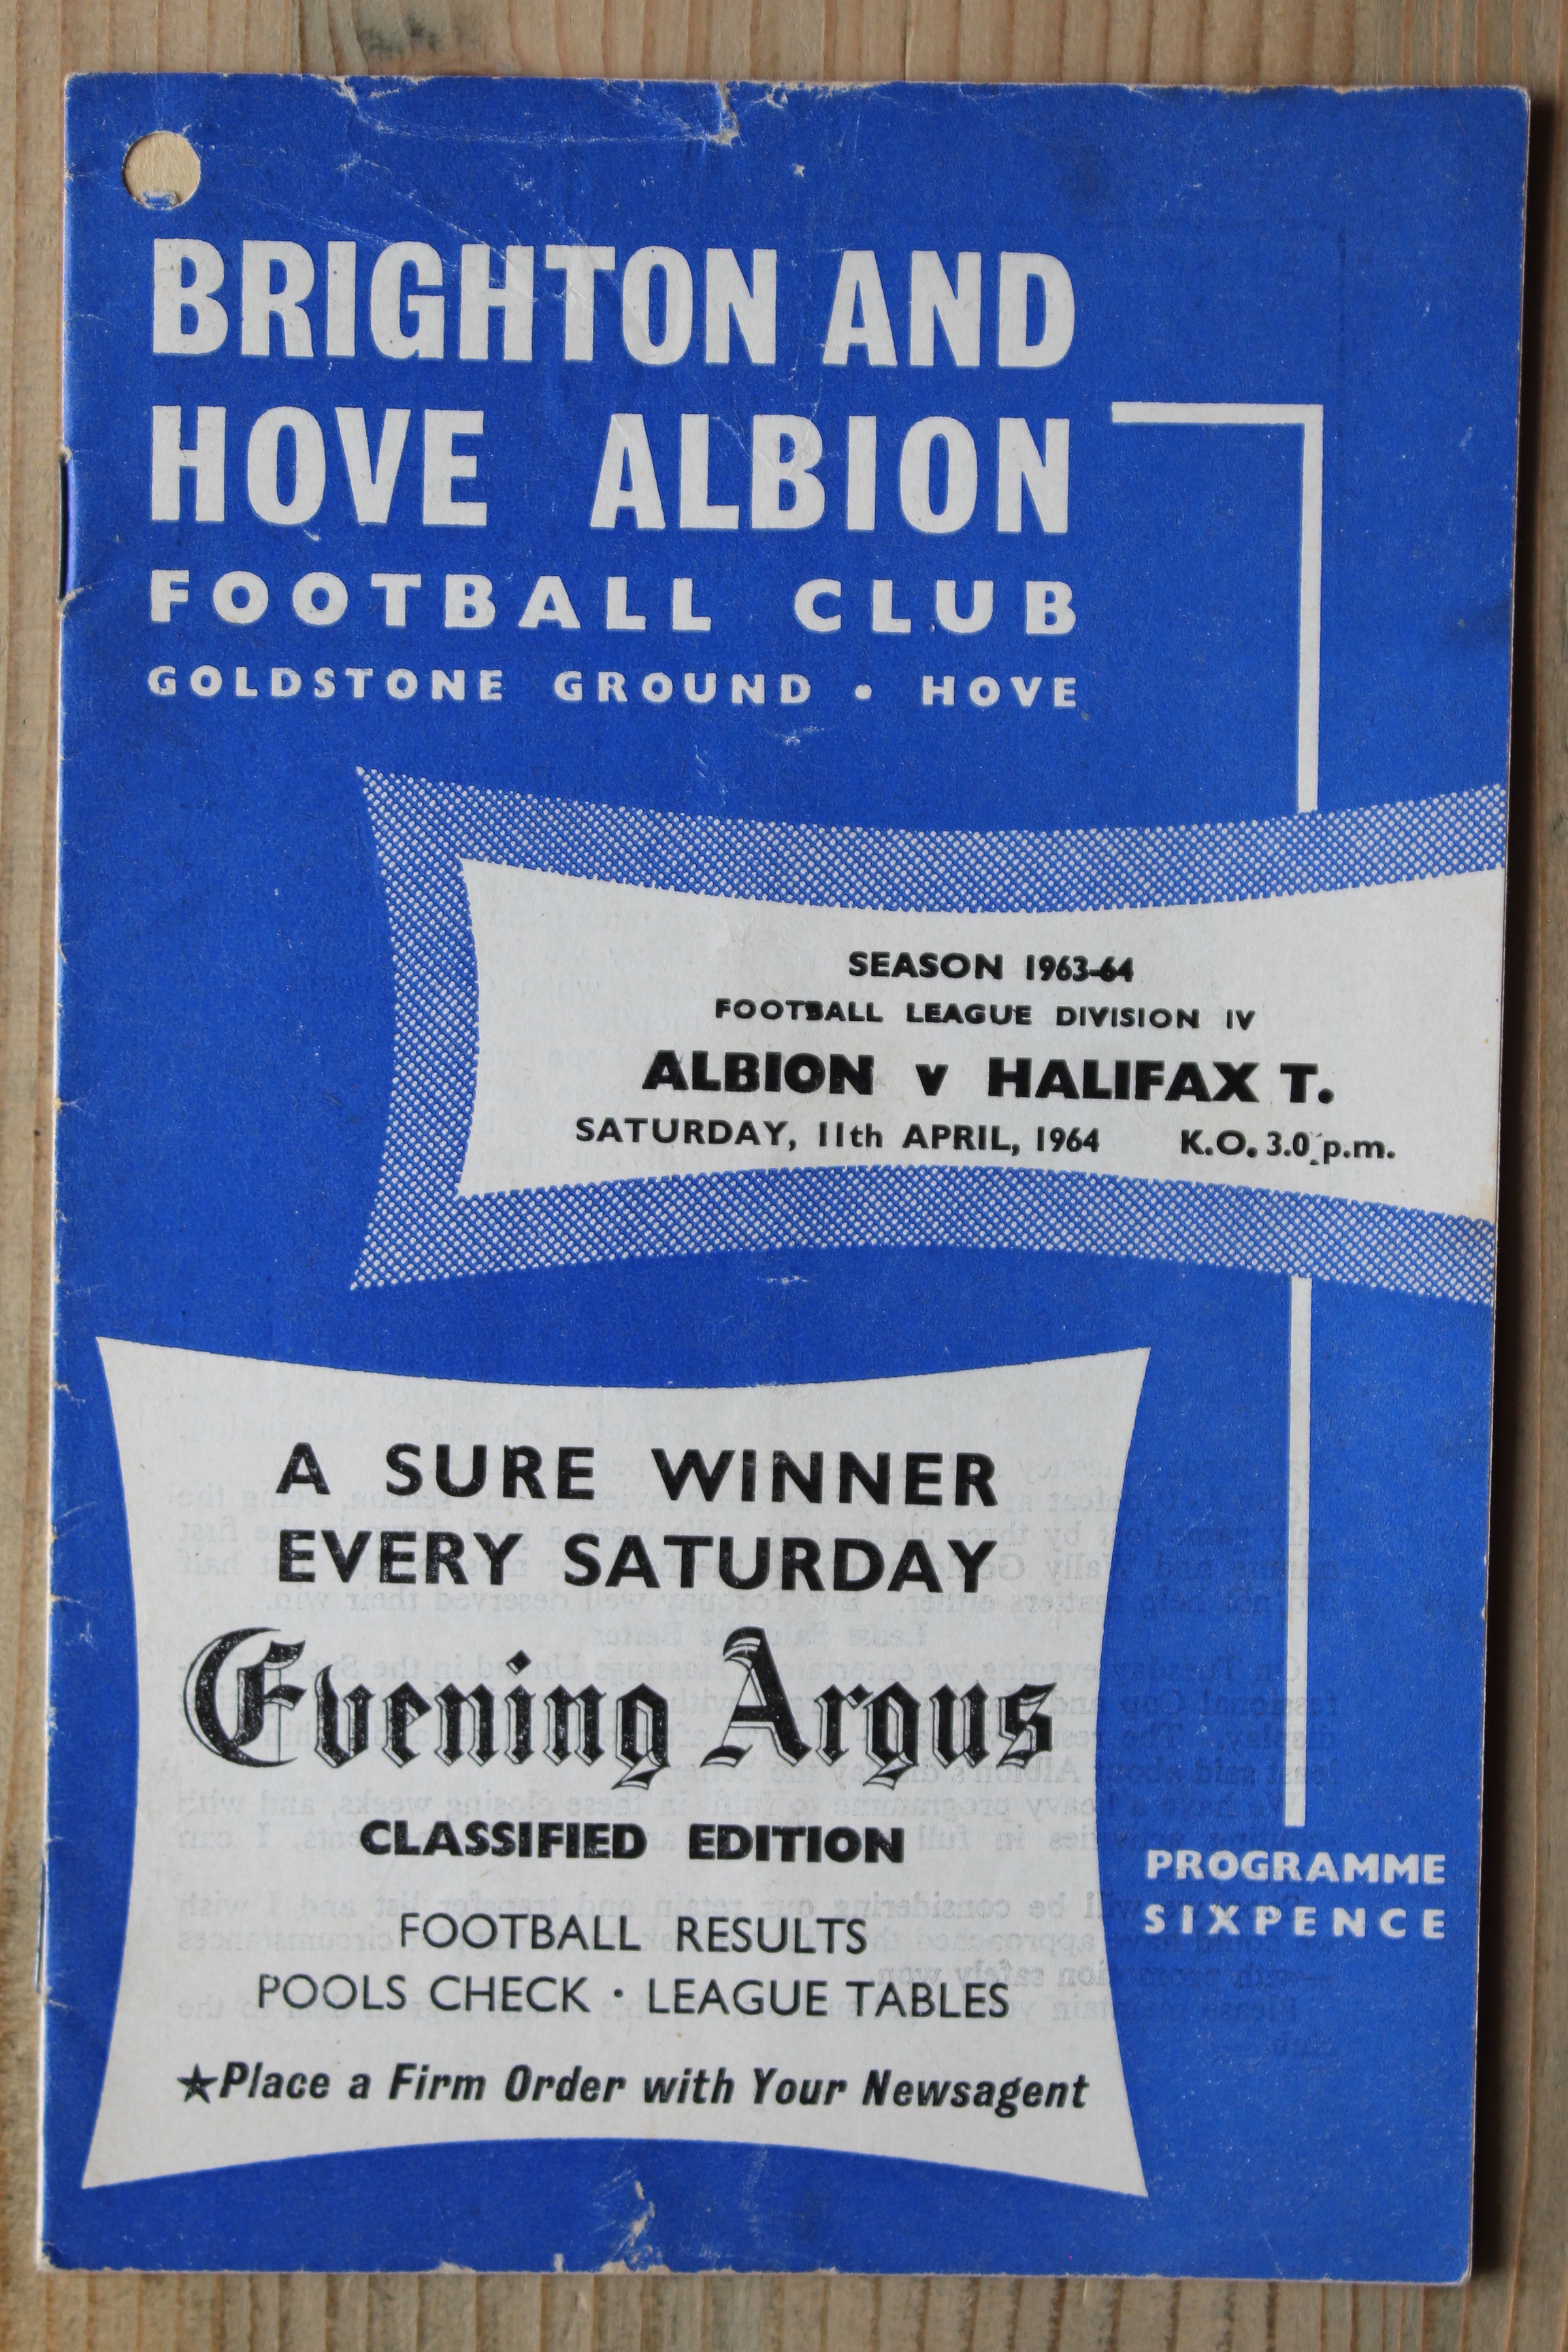 BRIGHTON AND
HOVE ALBION
FOOTBALL CLUB
GOLDSTONE GROUND • HOVE
SEASON 1963-64
FOOTBALL LEAGUE DIVISION IV
ALBION v HALIFAX T.
SATURDAY, 11th APRIL, 1964 K.O. 3.0 p.m.
A SURE WINNER
EVERY SATURDAY
Evening Argus
CLASSIFIED EDITION
FOOTBALL RESULTS
POOLS CHECK · LEAGUE TABLES
★Place a Firm Order with Your Newsagent
PROGRAMME
SIXPENCE